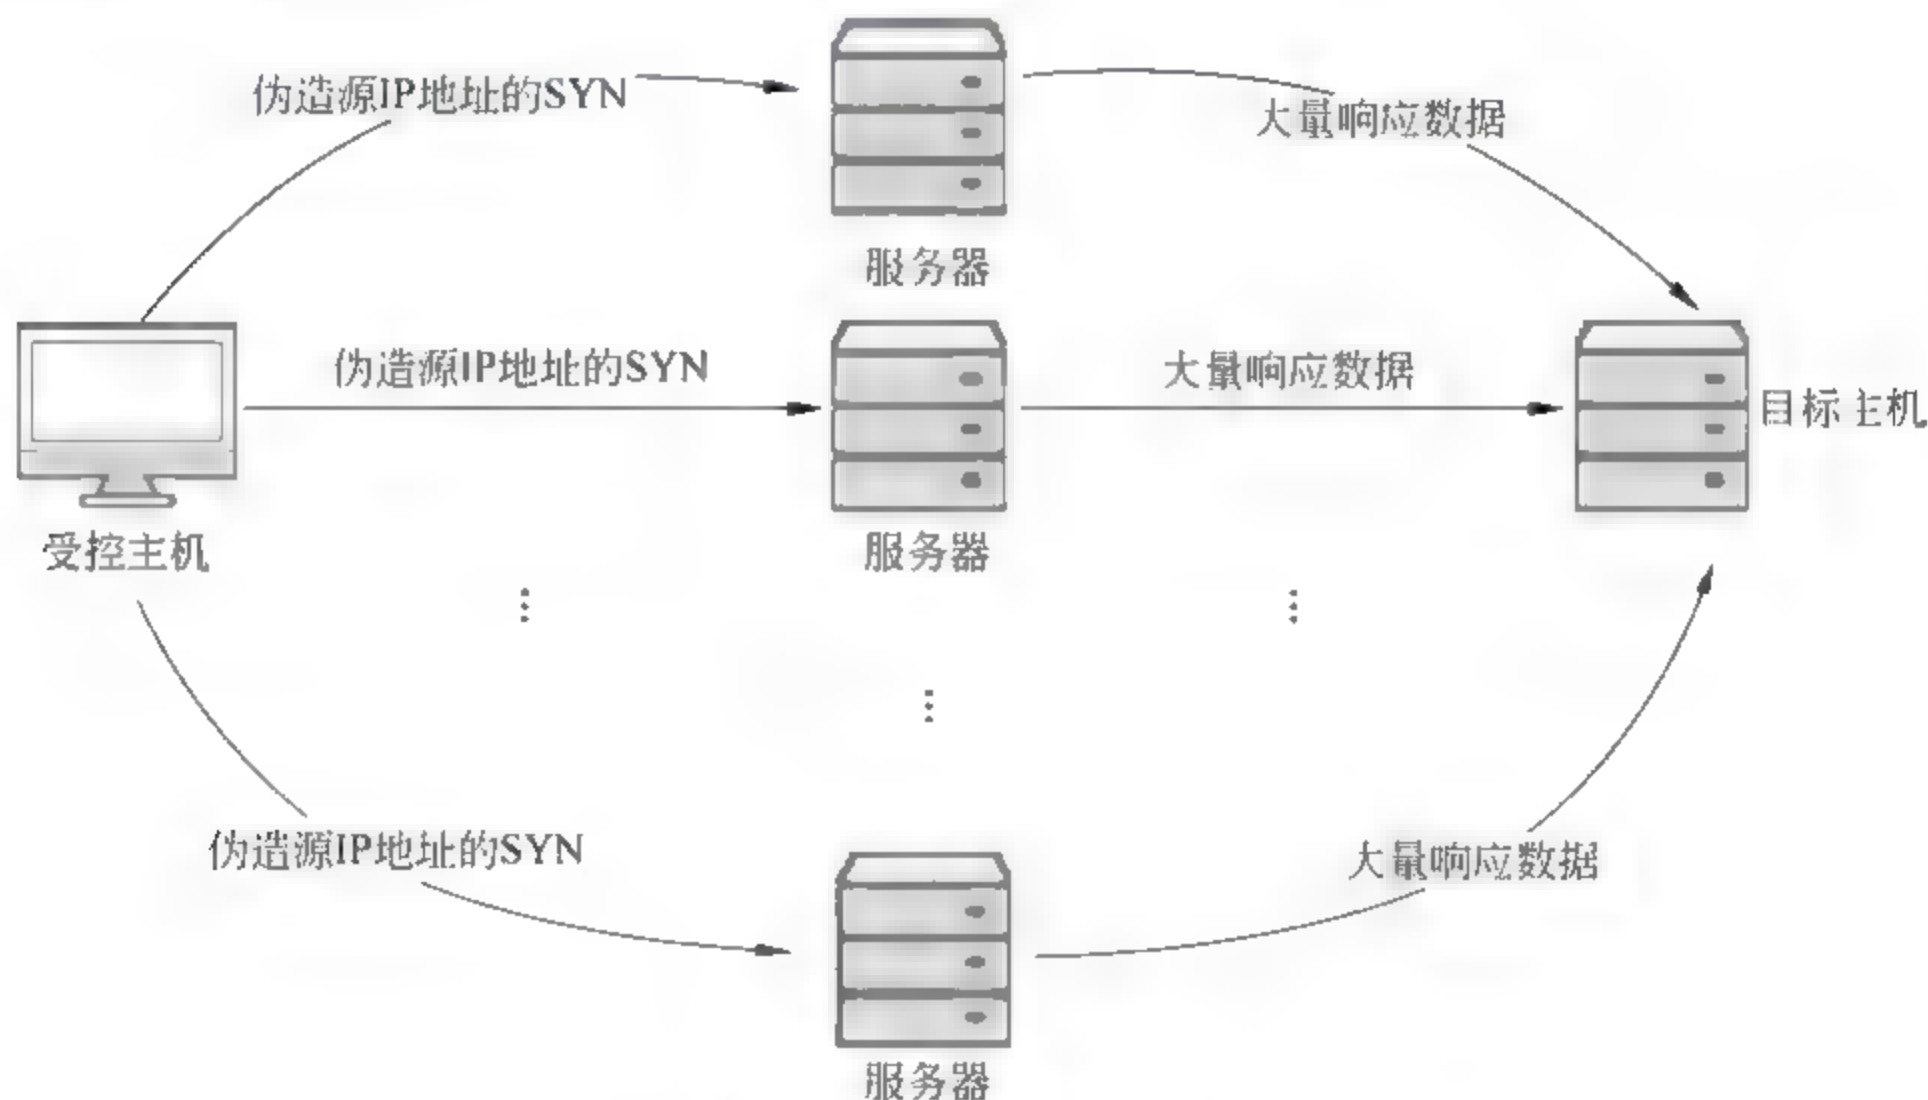 伪造源IP地址的SYN
大量响应数据
服务器
伪造源IP地址的SYN
大量响应数据
目标主机
受控主机
服务器
伪造源IP地址的SYN
大量响应数据
服务器